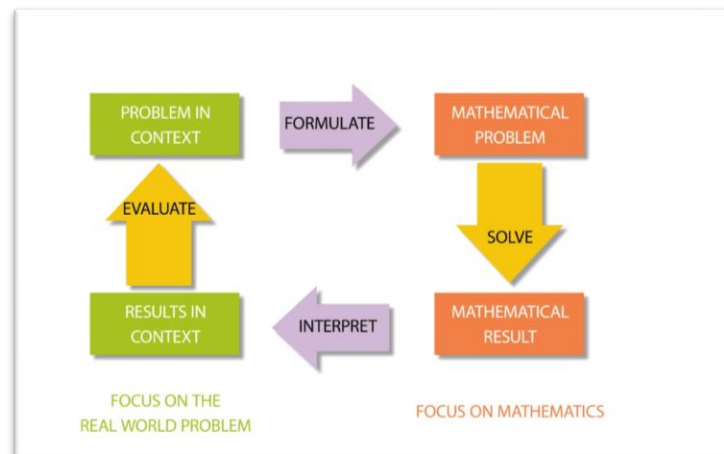 PROBLEM IN
CONTEXT
FORMULATE
MATHEMATICAL
PROBLEM
EVALUATE
SOLVE
RESULTS IN
CONTEXT
INTERPRET
MATHEMATICAL
RESULT
FOCUS ON THE
REAL WORLD PROBLEM
FOCUS ON MATHEMATICS